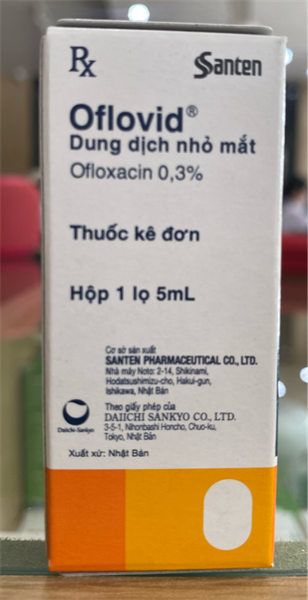 Rx
Santen
Oflovid®
Dung dịch nhỏ mắt
Ofloxacin 0,3%
Thuốc kê đơn
Hộp 1 lọ 5mL
Cơ sở sản xuất
SANTEN PHARMACEUTICAL CO., LTD.
Nhà máy Noto: 2-14, Shikinami,
Hodatsushimizu-cho, Hakui-gun,
Ishikawa, Nhật Bản
Theo giấy phép của
DAIICHI SANKYO CO., LTD.
3-5-1, Nihonbashi Honcho, Chuo-ku,
Tokyo, Nhật Bản
Daiichi-Sankyo
Xuất xứ: Nhật Bản